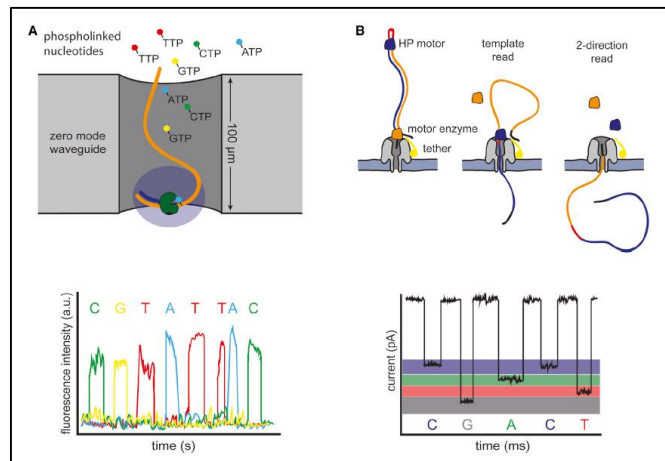 A
phospholinked
nucleotides
TTP
TTP
GTP
CTP
ATP
ATP
CTP
GTP
zero mode
waveguide
100 µm
fluorescence intensity (a.u.)
C G T A T T A C
time (s)
B
HP motor
template
read
2-direction
read
motor enzyme
tether
current (pA)
C G A C T
time (ms)